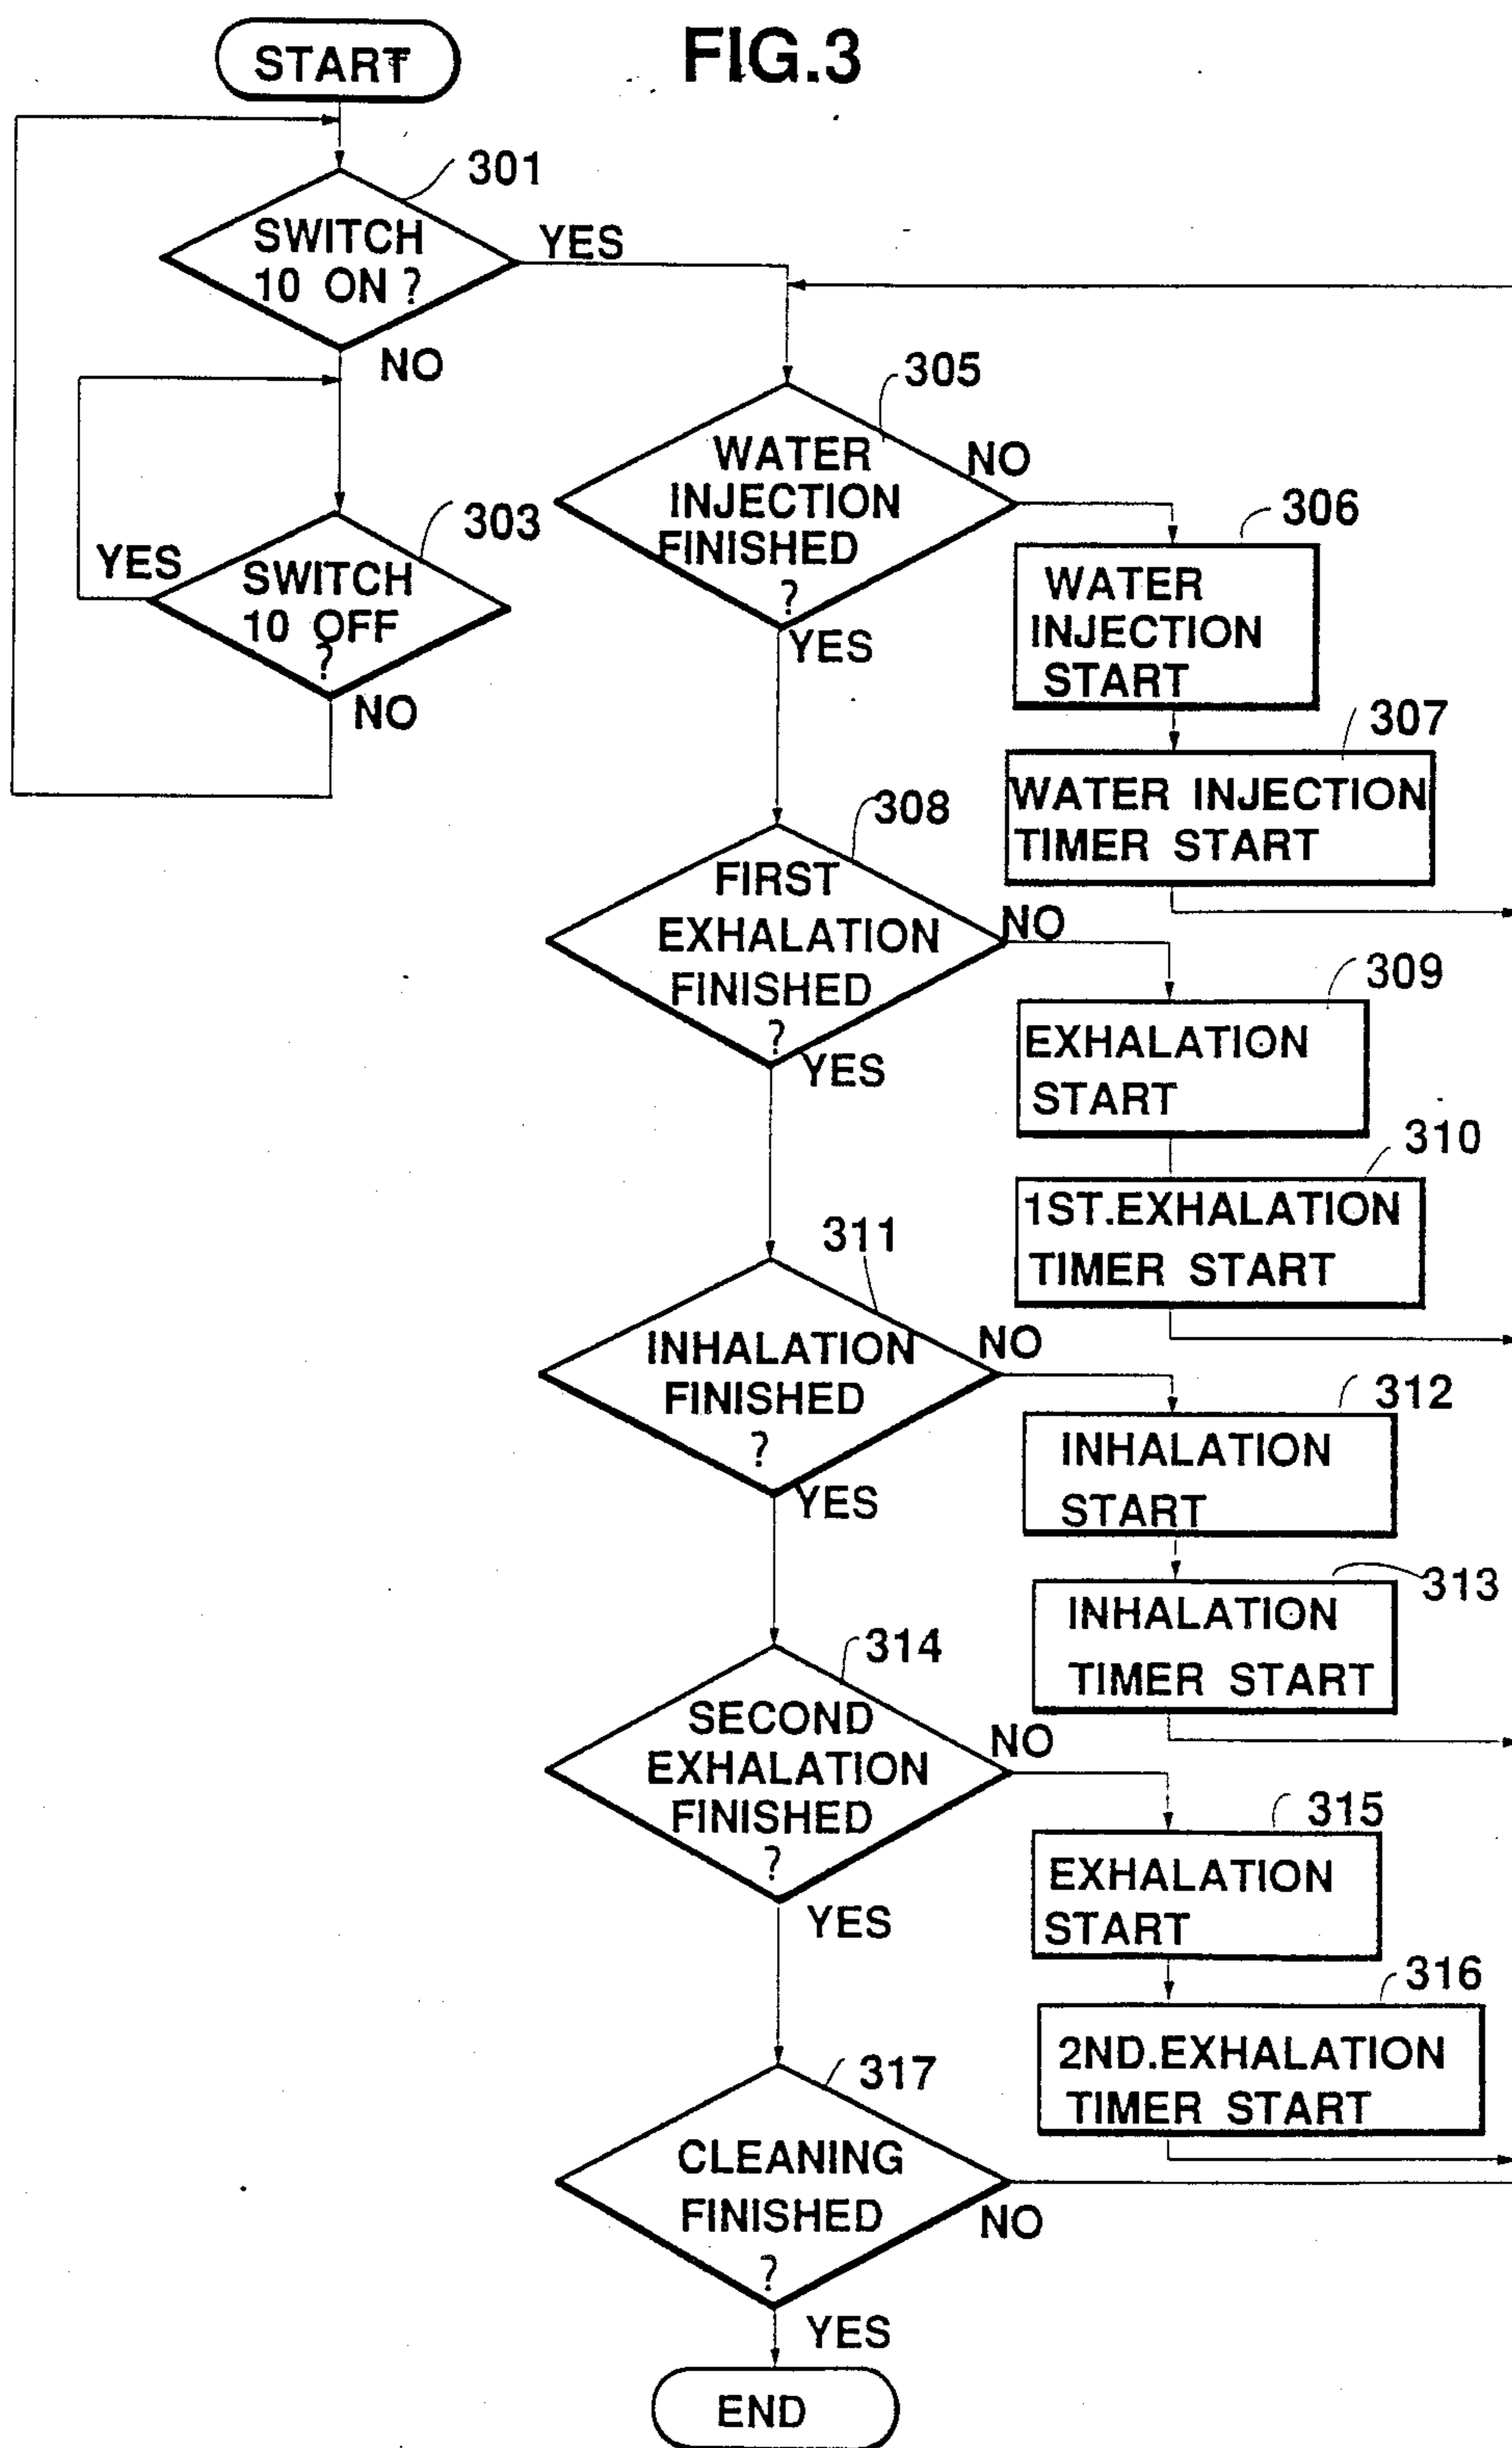 FIG.3
START
301
SWITCH
10 ON ?
YES
NO
303
YES
SWITCH
10 OFF
?
NO
305
WATER
INJECTION
FINISHED
?
NO
YES
306
WATER
INJECTION
START
307
WATER INJECTION
TIMER START
308
FIRST
EXHALATION
FINISHED
?
NO
YES
309
EXHALATION
START
310
1ST.EXHALATION
TIMER START
311
INHALATION
FINISHED
?
NO
YES
312
INHALATION
START
313
INHALATION
TIMER START
314
SECOND
EXHALATION
FINISHED
?
NO
YES
315
EXHALATION
START
316
2ND.EXHALATION
TIMER START
317
CLEANING
FINISHED
?
NO
YES
END